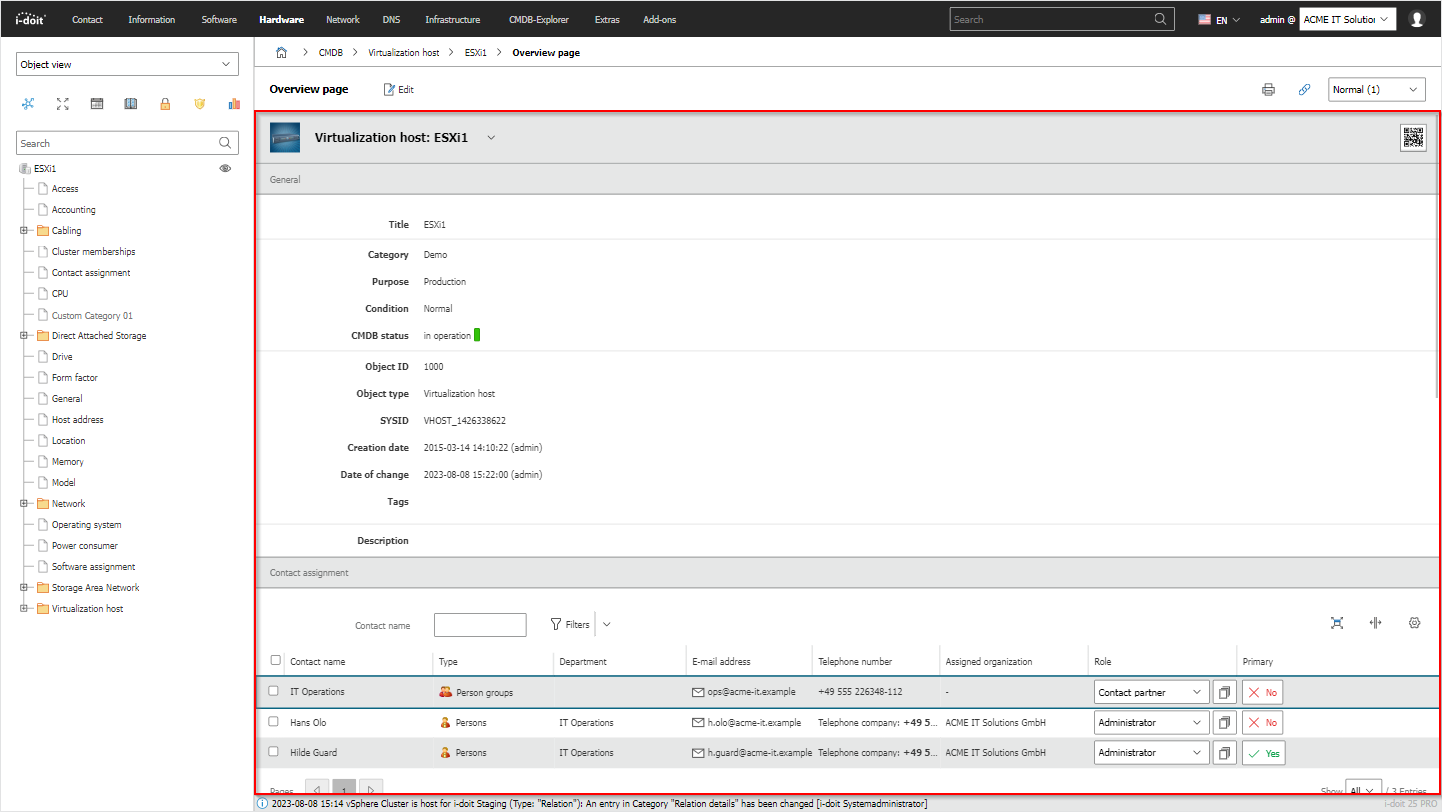 i-doit Contact Information Software Hardware Network DNS Infrastructure CMDB-Explorer Extras Add-ons Search EN admin @ ACME IT Solution
Object view
CMDB Virtualization host ESXi1 Overview page
Overview page Edit Normal (1)
Search
ESXi1
Access
Accounting
Cabling
Cluster memberships
Contact assignment
CPU
Custom Category 01
Direct Attached Storage
Drive
Form factor
General
Host address
Location
Memory
Model
Network
Operating system
Power consumer
Software assignment
Storage Area Network
Virtualization host
Virtualization host: ESXi1
General
Title ESXi1
Category Demo
Purpose Production
Condition Normal
CMDB status in operation
Object ID 1000
Object type Virtualization host
SYSID VHOST_1426338622
Creation date 2015-03-14 14:10:22 (admin)
Date of change 2023-08-08 15:22:00 (admin)
Tags
Description
Contact assignment
Contact name Filters
Contact name Type Department E-mail address Telephone number Assigned organization Role Primary
IT Operations Person groups ops@acme-it.example +49 555 226348-112 - Contact partner No
Hans Olo Persons IT Operations h.olo@acme-it.example Telephone company: +49 5... ACME IT Solutions GmbH Administrator No
Hilde Guard Persons IT Operations h.guard@acme-it.example Telephone company: +49 5... ACME IT Solutions GmbH Administrator Yes
Pages 1 Show All / 3 Entries
2023-08-08 15:14 vSphere Cluster is host for i-doit Staging (Type: "Relation"): An entry in Category "Relation details" has been changed [i-doit Systemadministrator] i-doit 25 PRO